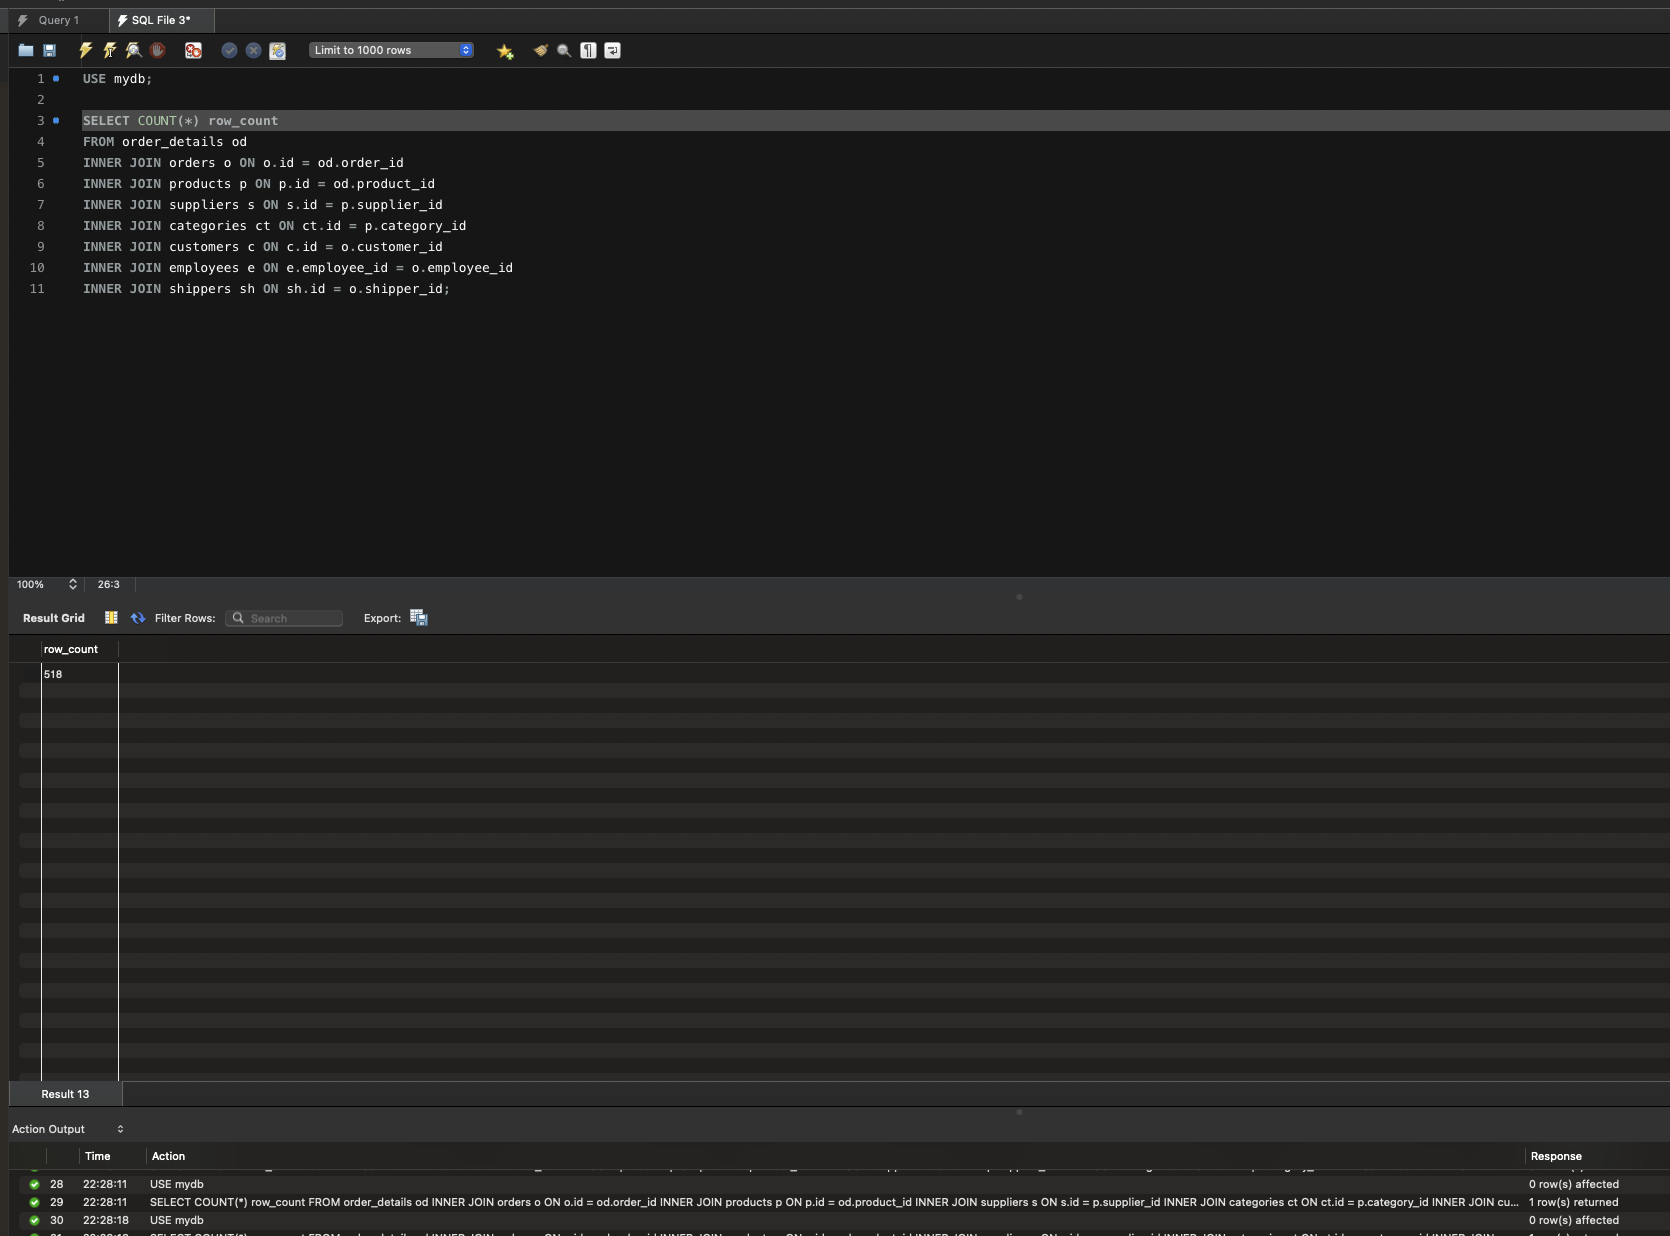 Query 1
SQL File 3*
Limit to 1000 rows
1 USE mydb;
2
3 SELECT COUNT(*) row_count
4 FROM order_details od
5 INNER JOIN orders o ON o.id = od.order_id
6 INNER JOIN products p ON p.id = od.product_id
7 INNER JOIN suppliers s ON s.id = p.supplier_id
8 INNER JOIN categories ct ON ct.id = p.category_id
9 INNER JOIN customers c ON c.id = o.customer_id
10 INNER JOIN employees e ON e.employee_id = o.employee_id
11 INNER JOIN shippers sh ON sh.id = o.shipper_id;
100% 26:3
Result Grid Filter Rows: Search Export:
row_count
518
Result 13
Action Output
Time Action Response
28 22:28:11 USE mydb 0 row(s) affected
29 22:28:11 SELECT COUNT(*) row_count FROM order_details od INNER JOIN orders o ON o.id = od.order_id INNER JOIN products p ON p.id = od.product_id INNER JOIN suppliers s ON s.id = p.supplier_id INNER JOIN categories ct ON ct.id = p.category_id INNER JOIN cu... 1 row(s) returned
30 22:28:18 USE mydb 0 row(s) affected